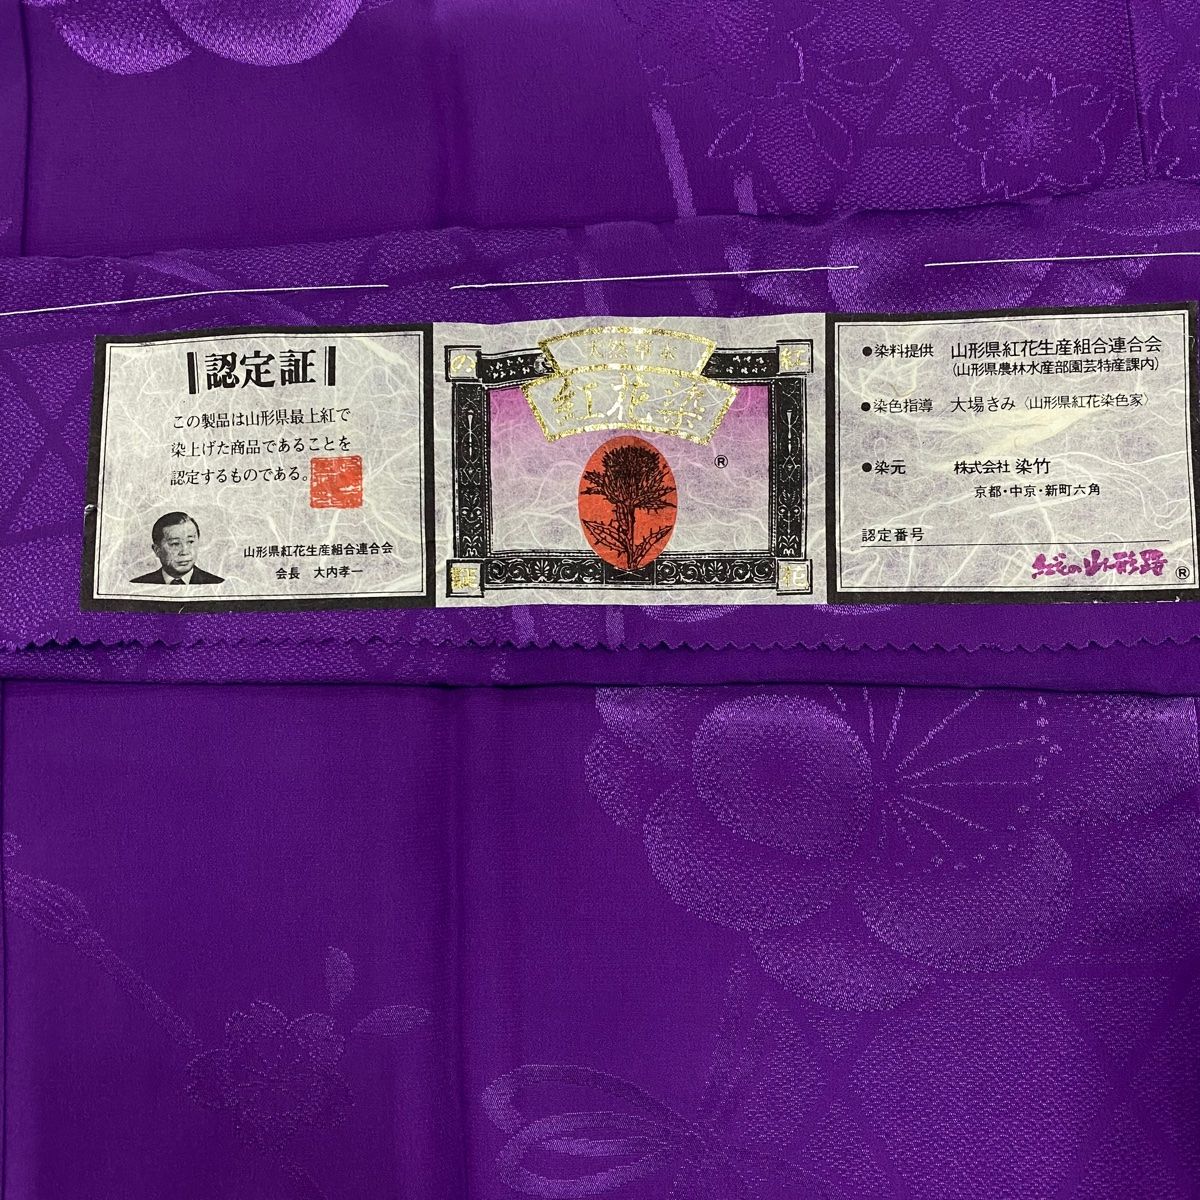 認定証
この製品は山形県最上紅で
染上げた商品であることを
認定するものである。
山形県紅花生産組合連合会
会長 大内孝一
天然草木
紅花染
®
●染料提供 山形県紅花生産組合連合会
(山形県農林水産部園芸特産課内)
●染色指導 大場きみ〈山形県紅花染色家〉
●染元 株式会社 染竹
京都・中京・新町六角
認定番号
紅花の山形路®